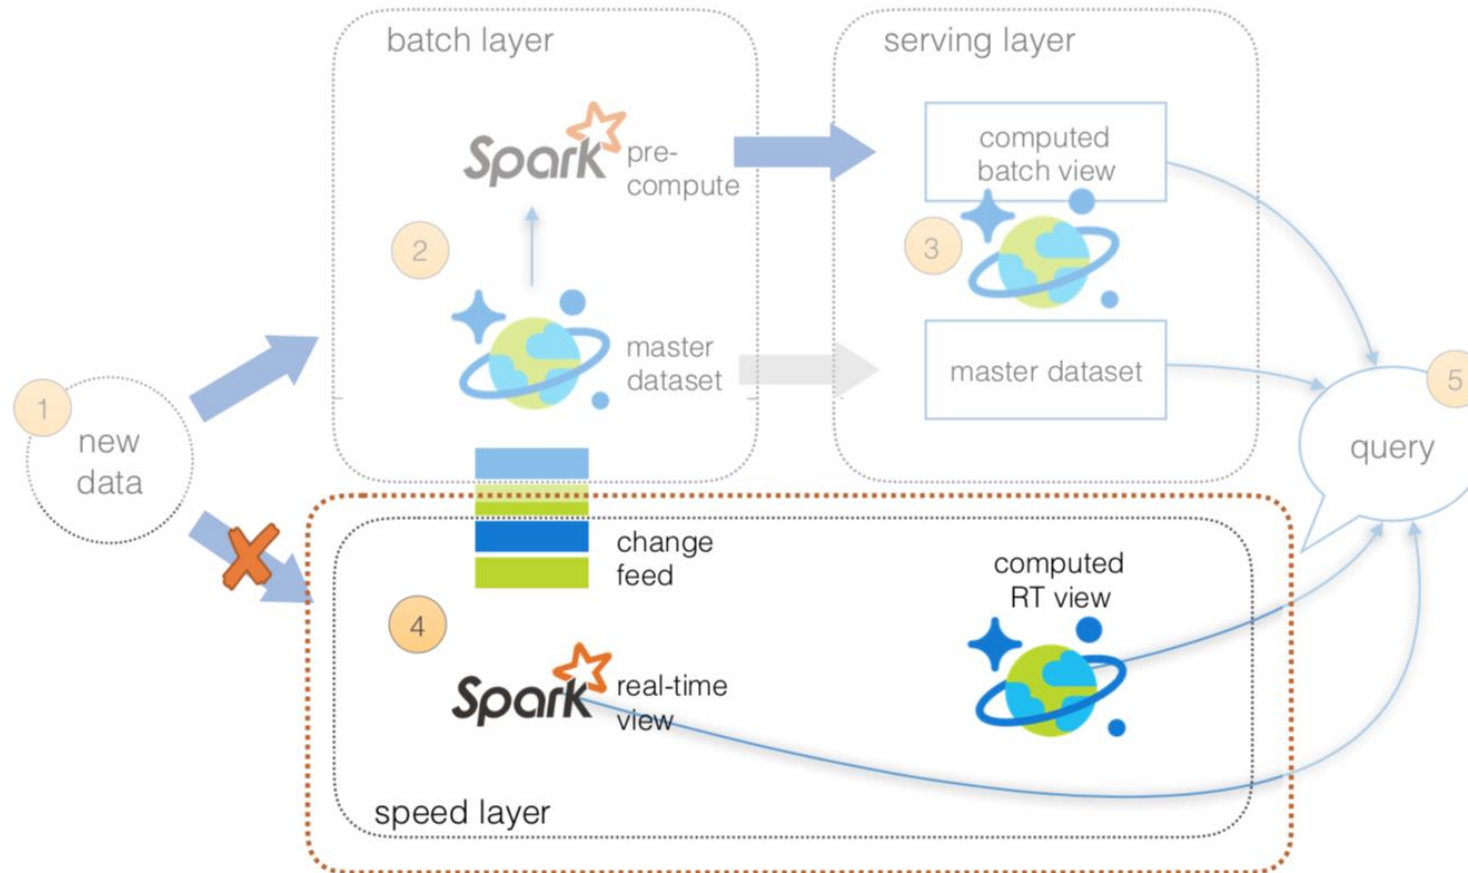 batch layer
serving layer
Spark
pre-
compute
computed
batch view
2
3
master
dataset
master dataset
1
new
data
5
query
change
feed
computed
RT view
4
Spark
real-time
view
speed layer